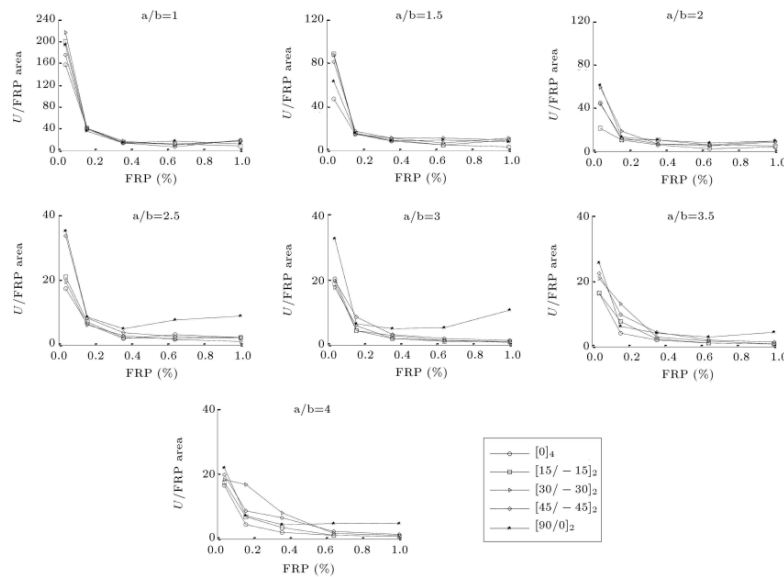 a/b=1
240
200
160
120
80
40
0
U/FRP area
0.0 0.2 0.4 0.6 0.8 1.0
FRP (%)
a/b=1.5
120
80
40
0
U/FRP area
0.0 0.2 0.4 0.6 0.8 1.0
FRP (%)
a/b=2
120
80
40
0
U/FRP area
0.0 0.2 0.4 0.6 0.8 1.0
FRP (%)
a/b=2.5
40
20
0
U/FRP area
0.0 0.2 0.4 0.6 0.8 1.0
FRP (%)
a/b=3
40
20
0
U/FRP area
0.0 0.2 0.4 0.6 0.8 1.0
FRP (%)
a/b=3.5
40
20
0
U/FRP area
0.0 0.2 0.4 0.6 0.8 1.0
FRP (%)
a/b=4
40
20
0
U/FRP area
0.0 0.2 0.4 0.6 0.8 1.0
FRP (%)
[0]₄
[15/ − 15]₂
[30/ − 30]₂
[45/ − 45]₂
[90/0]₂